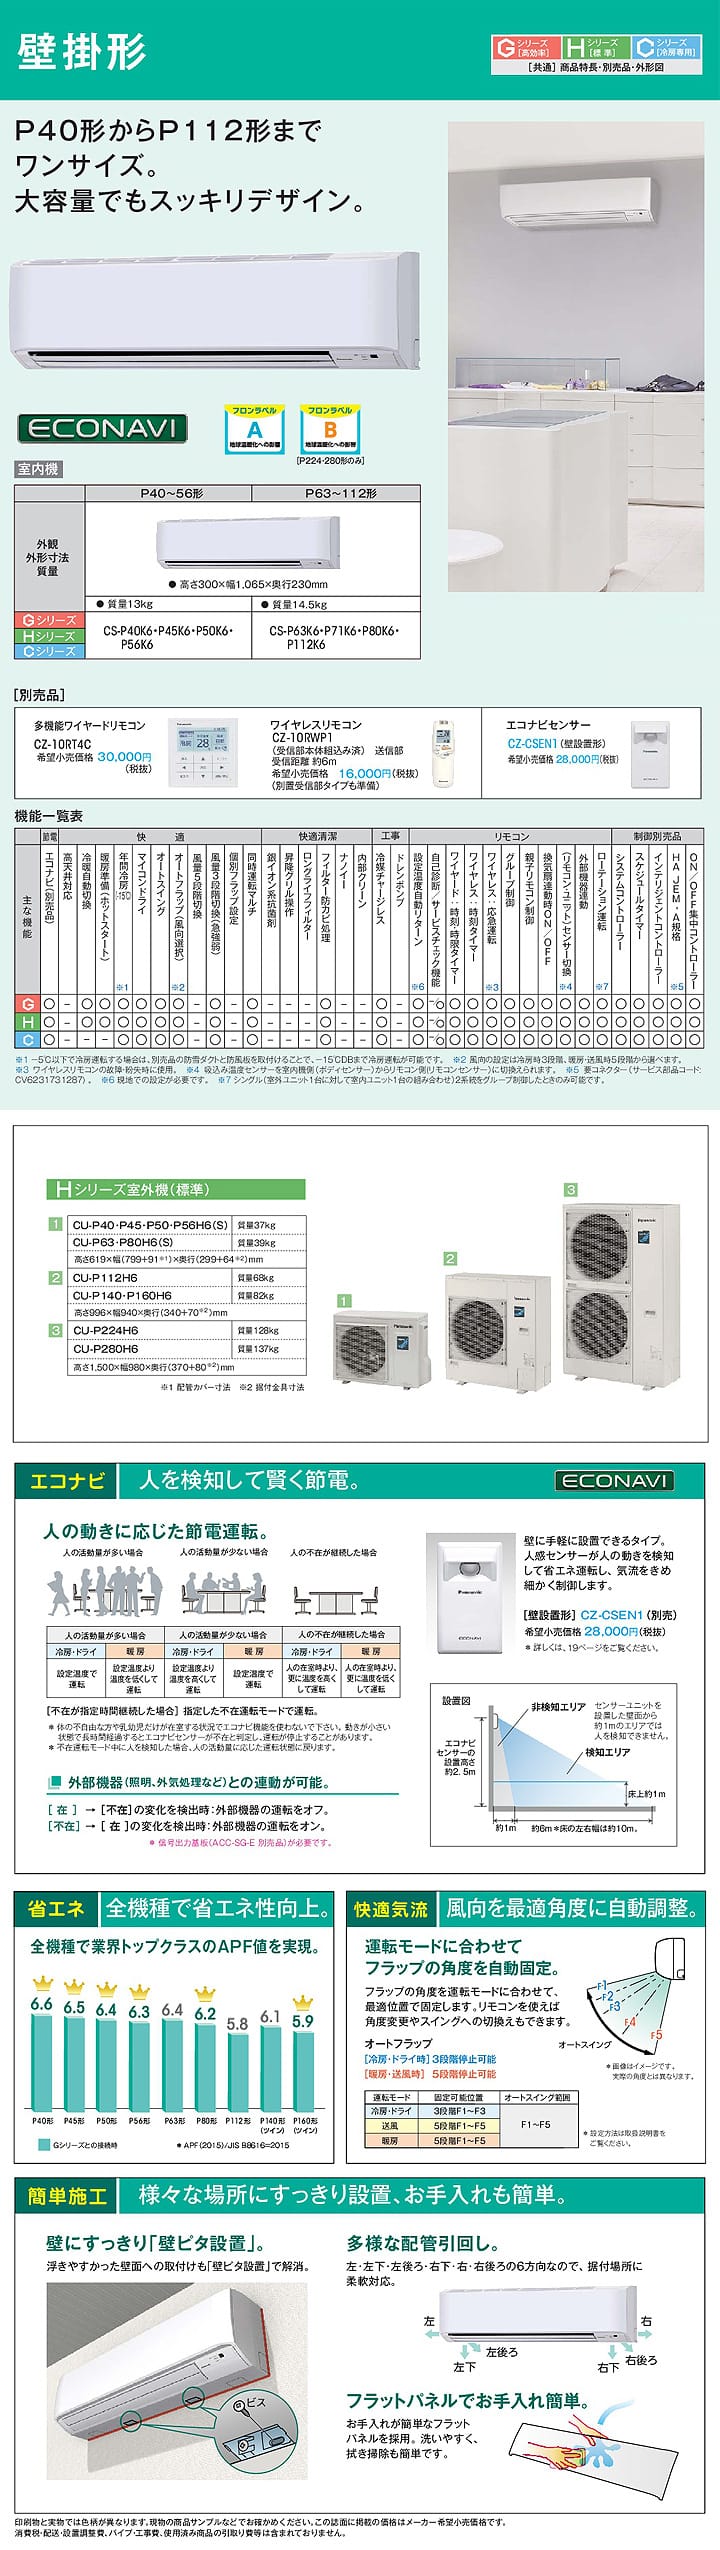 壁掛形
Gシリーズ[高効率]
Hシリーズ[標準]
Cシリーズ[冷房専用]
[共通] 商品特長・別売品・外形図
P40形からP112形まで
ワンサイズ。
大容量でもスッキリデザイン。
ECONAVI
フロンラベル
A
地球温暖化への影響
フロンラベル
B
地球温暖化への影響
[P224・280形のみ]
室内機
P40〜56形 P63〜112形
外観
外形寸法
質量
● 高さ300×幅1,065×奥行230mm
● 質量13kg ● 質量14.5kg
Gシリーズ
Hシリーズ
Cシリーズ
CS-P40K6・P45K6・P50K6・
P56K6
CS-P63K6・P71K6・P80K6・
P112K6
[別売品]
多機能ワイヤードリモコン
CZ-10RT4C
希望小売価格 30,000円
(税抜)
ワイヤレスリモコン
CZ-10RWP1
(受信部本体組込み済) 送信部
受信距離 約6m
希望小売価格 16,000円(税抜)
(別置受信部タイプも準備)
エコナビセンサー
CZ-CSEN1(壁設置形)
希望小売価格 28,000円(税抜)
機能一覧表
節電 快適 快適清潔 工事 リモコン 制御別売品
主な機能
エコナビ(別売品)
高天井対応
冷暖自動切換
暖房準備(ホットスタート)
年間冷房(-15℃) ※1
マイコンドライ
オートスイング
オートフラップ(風向選択) ※2
風量5段階切換
風量3段階切換(急強弱)
個別フラップ設定
同時運転マルチ
銀イオン系抗菌剤
昇降グリル操作
ロングライフフィルター
フィルター防カビ処理
ナノイー
内部クリーン
冷媒チャージレス
ドレンポンプ
設定温度自動リターン ※6
自己診断/サービスチェック機能
ワイヤード:時刻・時限タイマー
ワイヤレス:時刻タイマー
ワイヤレス:応急運転 ※3
グループ制御
親子リモコン制御
換気扇連動時ON/OFF
(リモコン・ユニット)センサー切換 ※4
外部機器連動
ローテーション運転 ※7
システムコントローラー
スケジュールタイマー
インテリジェントコントローラー
HA JEM-A規格 ※5
ON/OFF集中コントローラー
G
H
C
※1 −5℃以下で冷房運転する場合は、別売品の防雪ダクトと防風板を取付けることで、−15℃DBまで冷房運転が可能です。 ※2 風向の設定は冷房時3段階、暖房・送風時5段階から選べます。
※3 ワイヤレスリモコンの故障・紛失時に使用。 ※4 吸込み温度センサーを室内機側(ボディセンサー)からリモコン側(リモコンセンサー)に切換えられます。 ※5 要コネクター(サービス部品コード:
CV6231731287)。 ※6 現地での設定が必要です。 ※7 シングル(室外ユニット1台に対して室内ユニット1台の組み合わせ)2系統をグループ制御したときのみ可能です。
Hシリーズ室外機(標準)
1 CU-P40・P45・P50・P56H6(S) 質量37kg
CU-P63・P80H6(S) 質量39kg
高さ619×幅(799+91※1)×奥行(299+64※2)mm
2 CU-P112H6 質量68kg
CU-P140・P160H6 質量82kg
高さ996×幅940×奥行(340+70※2)mm
3 CU-P224H6 質量128kg
CU-P280H6 質量137kg
高さ1,500×幅980×奥行(370+80※2)mm
※1 配管カバー寸法 ※2 据付金具寸法
1
2
3
エコナビ 人を検知して賢く節電。 ECONAVI
人の動きに応じた節電運転。
人の活動量が多い場合 人の活動量が少ない場合 人の不在が継続した場合
人の活動量が多い場合 人の活動量が少ない場合 人の不在が継続した場合
冷房・ドライ 暖房 冷房・ドライ 暖房 冷房・ドライ 暖房
設定温度で運転 設定温度より温度を低くして運転 設定温度より温度を高くして運転 設定温度で運転 人の在室時より、更に温度を高くして運転 人の在室時より、更に温度を低くして運転
[不在が指定時間継続した場合] 指定した不在運転モードで運転。
* 体の不自由な方や乳幼児だけが在室する状況でエコナビ機能を使わないで下さい。動きが小さい
状態で長時間経過するとエコナビセンサーが不在と判定し、運転が停止することがあります。
* 不在運転モード中に人を検知した場合、人の活動量に応じた運転状態に戻ります。
外部機器(照明、外気処理など)との連動が可能。
[在] → [不在]の変化を検出時:外部機器の運転をオフ。
[不在] → [在]の変化を検出時:外部機器の運転をオン。
* 信号出力基板(ACC-SG-E 別売品)が必要です。
Panasonic
ECONAVI
壁に手軽に設置できるタイプ。
人感センサーが人の動きを検知
して省エネ運転し、気流をきめ
細かく制御します。
[壁設置形] CZ-CSEN1(別売)
希望小売価格 28,000円(税抜)
* 詳しくは、19ページをご覧ください。
設置図
非検知エリア
センサーユニットを
設置した壁面から
約1mのエリアでは
人を検知できません。
エコナビ
センサーの
設置高さ
約2.5m
検知エリア
床上約1m
約1m 約6m *床の左右幅は約10m。
省エネ 全機種で省エネ性向上。
全機種で業界トップクラスのAPF値を実現。
6.6 6.5 6.4 6.3 6.4 6.2 5.8 6.1 5.9
P40形 P45形 P50形 P56形 P63形 P80形 P112形 P140形(ツイン) P160形(ツイン)
Gシリーズとの接続時 * APF(2015)/JIS B8616=2015
快適気流 風向を最適角度に自動調整。
運転モードに合わせて
フラップの角度を自動固定。
フラップの角度を運転モードに合わせて、
最適位置で固定します。リモコンを使えば
角度変更やスイングへの切換えもできます。
オートフラップ
[冷房・ドライ時] 3段階停止可能
[暖房・送風時] 5段階停止可能
F1
F2
F3
F4
F5
オートスイング
* 画像はイメージです。
実際の角度とは異なります。
運転モード 固定可能位置 オートスイング範囲
冷房・ドライ 3段階F1〜F3
送風 5段階F1〜F5 F1〜F5
暖房 5段階F1〜F5
* 設定方法は取扱説明書を
ご覧ください。
簡単施工 様々な場所にすっきり設置、お手入れも簡単。
壁にすっきり「壁ピタ設置」。
浮きやすかった壁面への取付けも「壁ピタ設置」で解消。
ビス
多様な配管引回し。
左・左下・左後ろ・右下・右・右後ろの6方向なので、据付場所に
柔軟対応。
左
左下
左後ろ
右
右下
右後ろ
フラットパネルでお手入れ簡単。
お手入れが簡単なフラット
パネルを採用。洗いやすく、
拭き掃除も簡単です。
印刷物と実物では色柄が異なります。現物の商品サンプルなどでお確かめください。この誌面に掲載の価格はメーカー希望小売価格です。
消費税・配送・設置調整費、パイプ・工事費、使用済み商品の引取り費等は含まれておりません。